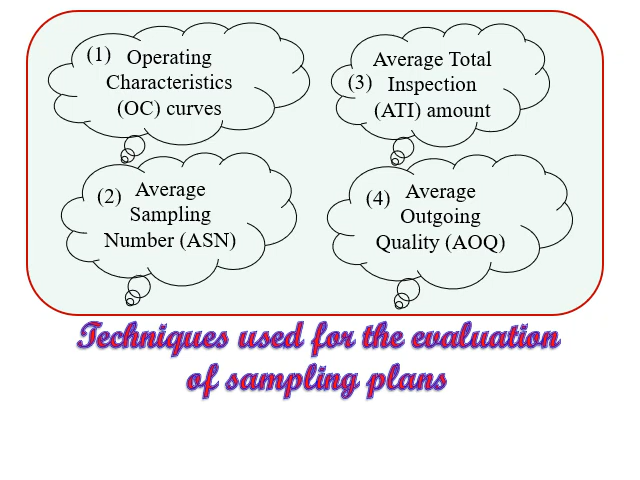 (1) Operating
Characteristics
(OC) curves
(2) Average
Sampling
Number (ASN)
Average Total
(3) Inspection
(ATI) amount
(4) Average
Outgoing
Quality (AOQ)
Techniques used for the evaluation
of sampling plans